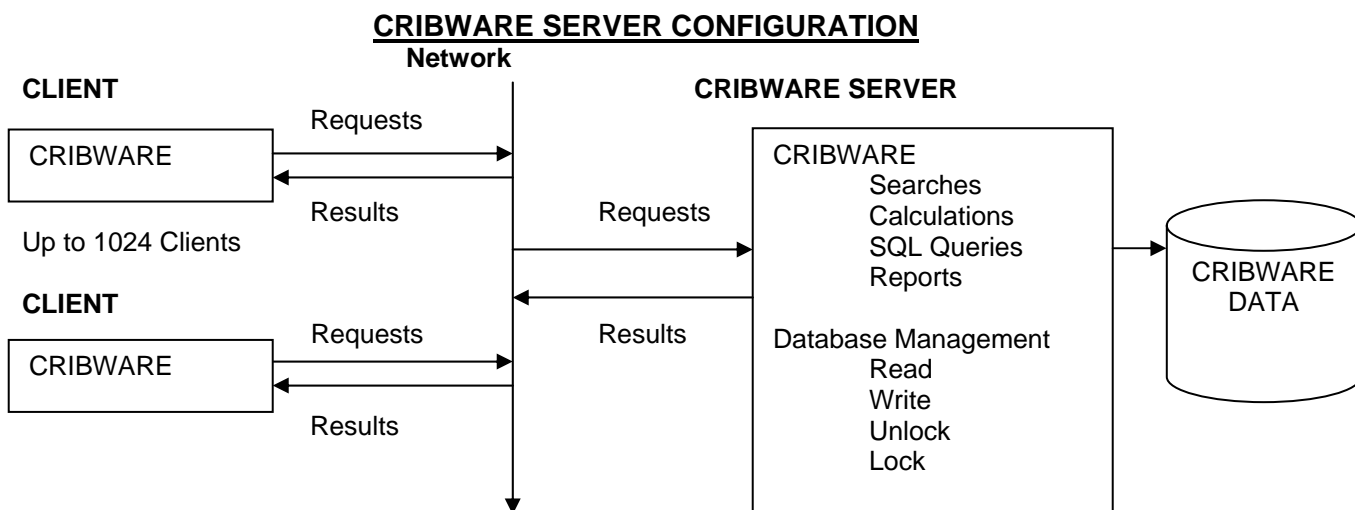 CRIBWARE SERVER CONFIGURATION
Network
CLIENT
CRIBWARE SERVER
Requests
CRIBWARE
Results
Up to 1024 Clients
CLIENT
Requests
CRIBWARE
Results
Requests
Results
CRIBWARE
Searches
Calculations
SQL Queries
Reports
Database Management
Read
Write
Unlock
Lock
CRIBWARE
DATA